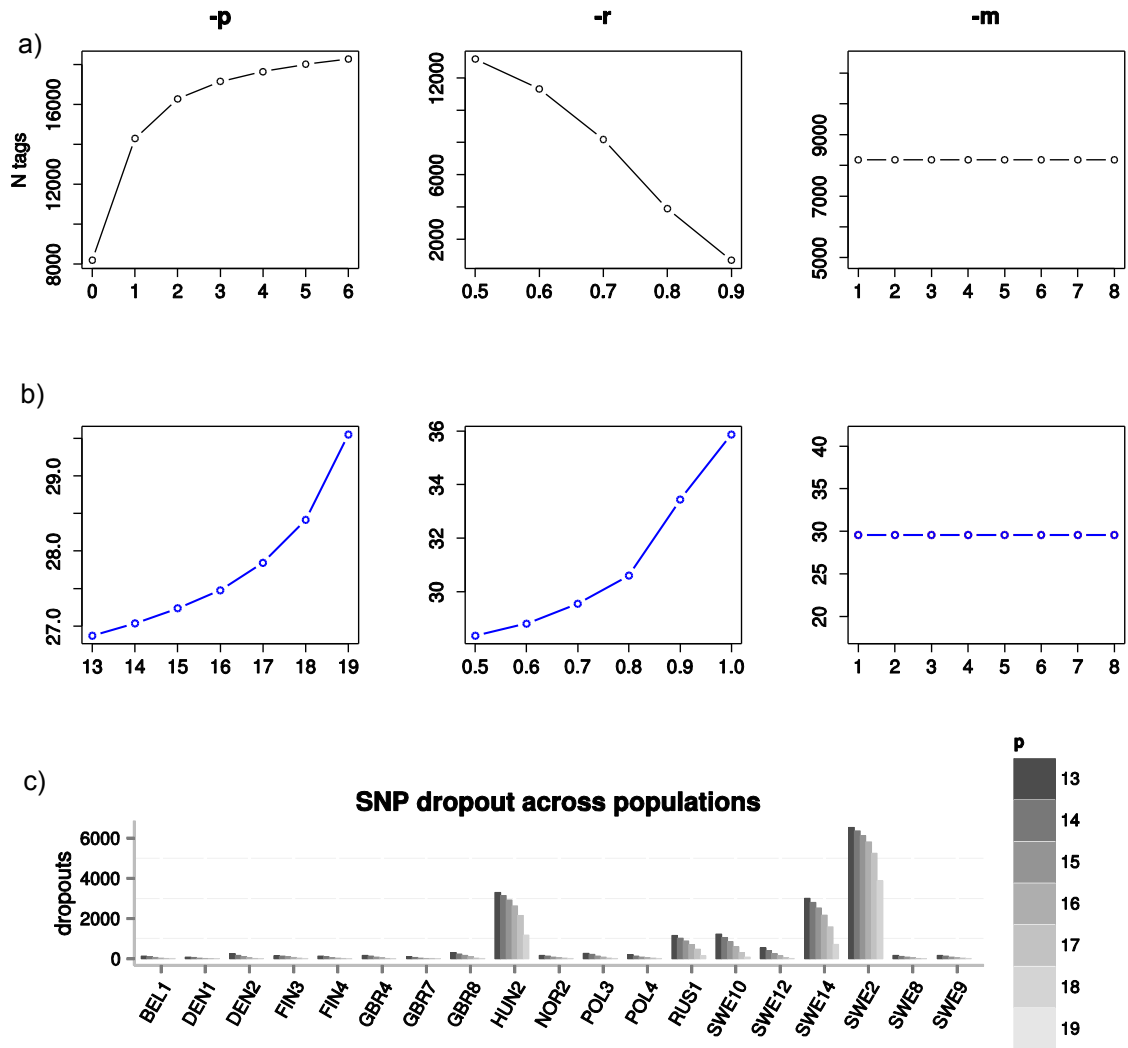 -p
-r
-m
a)
N tags
8000
12000
16000
0 1 2 3 4 5 6
2000
6000
12000
0.5 0.6 0.7 0.8 0.9
5000
7000
9000
1 2 3 4 5 6 7 8
b)
27.0
28.0
29.0
13 14 15 16 17 18 19
30
32
34
36
0.5 0.6 0.7 0.8 0.9 1.0
20
25
30
35
40
1 2 3 4 5 6 7 8
c)
SNP dropout across populations
dropouts
6000
4000
2000
0
BEL1 DEN1 DEN2 FIN3 FIN4 GBR4 GBR7 GBR8 HUN2 NOR2 POL3 POL4 RUS1 SWE10 SWE12 SWE14 SWE2 SWE8 SWE9
p
13
14
15
16
17
18
19